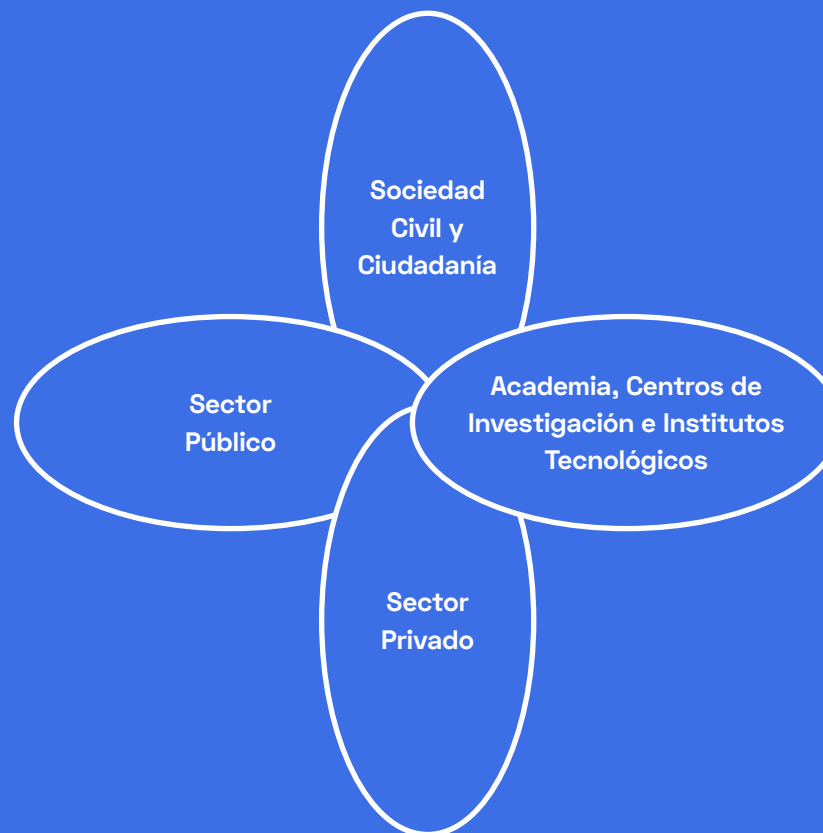 Sociedad
Civil y
Ciudadanía
Sector
Público
Academia, Centros de
Investigación e Institutos
Tecnológicos
Sector
Privado